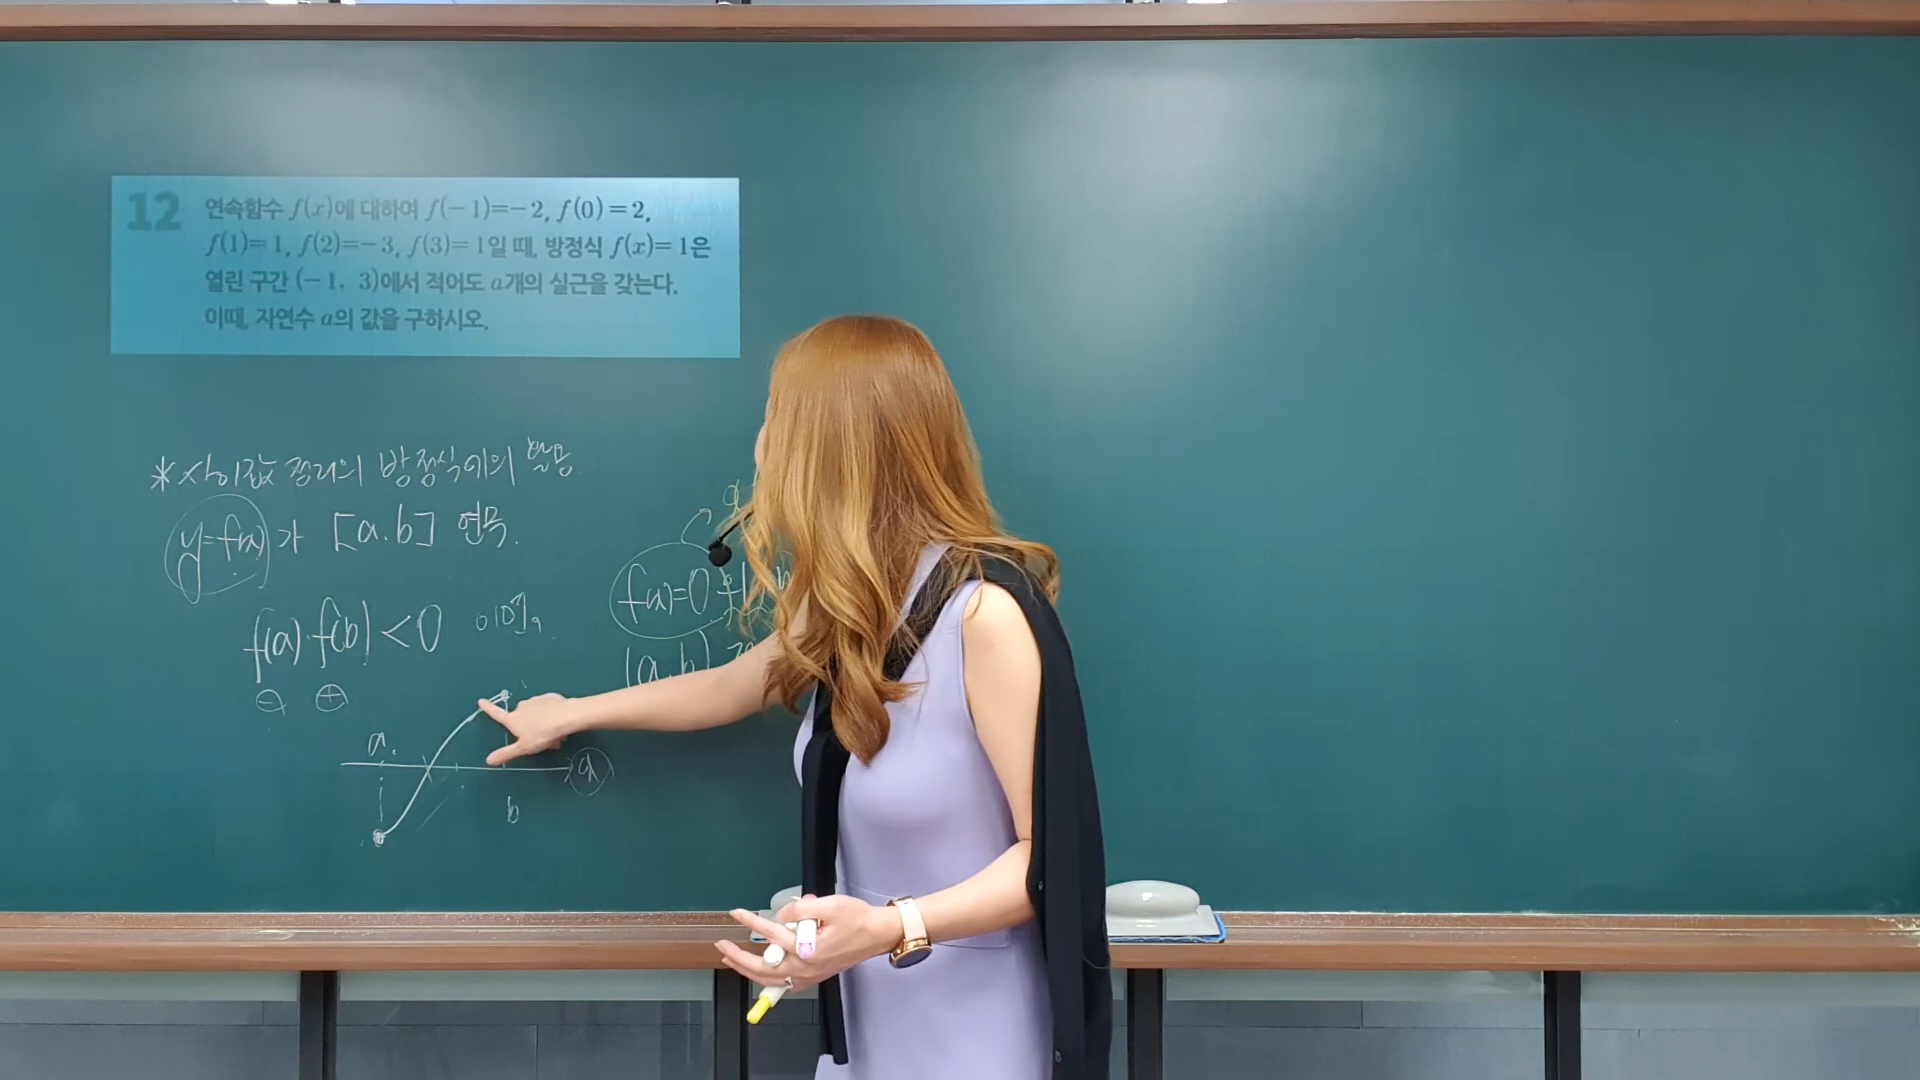 12 연속함수 f(x)에 대하여 f(-1)=-2, f(0)=2,
f(1)=1, f(2)=-3, f(3)=1일 때, 방정식 f(x)=1은
열린 구간 (-1, 3)에서 적어도 a개의 실근을 갖는다.
이때, 자연수 a의 값을 구하시오.
*사이값 정리의 방정식에의 활용
y=f(x)가 [a.b] 연속.
f(a)·f(b)<0 이면,
⊖ ⊕
a
b
f(x)=0
(a.b)